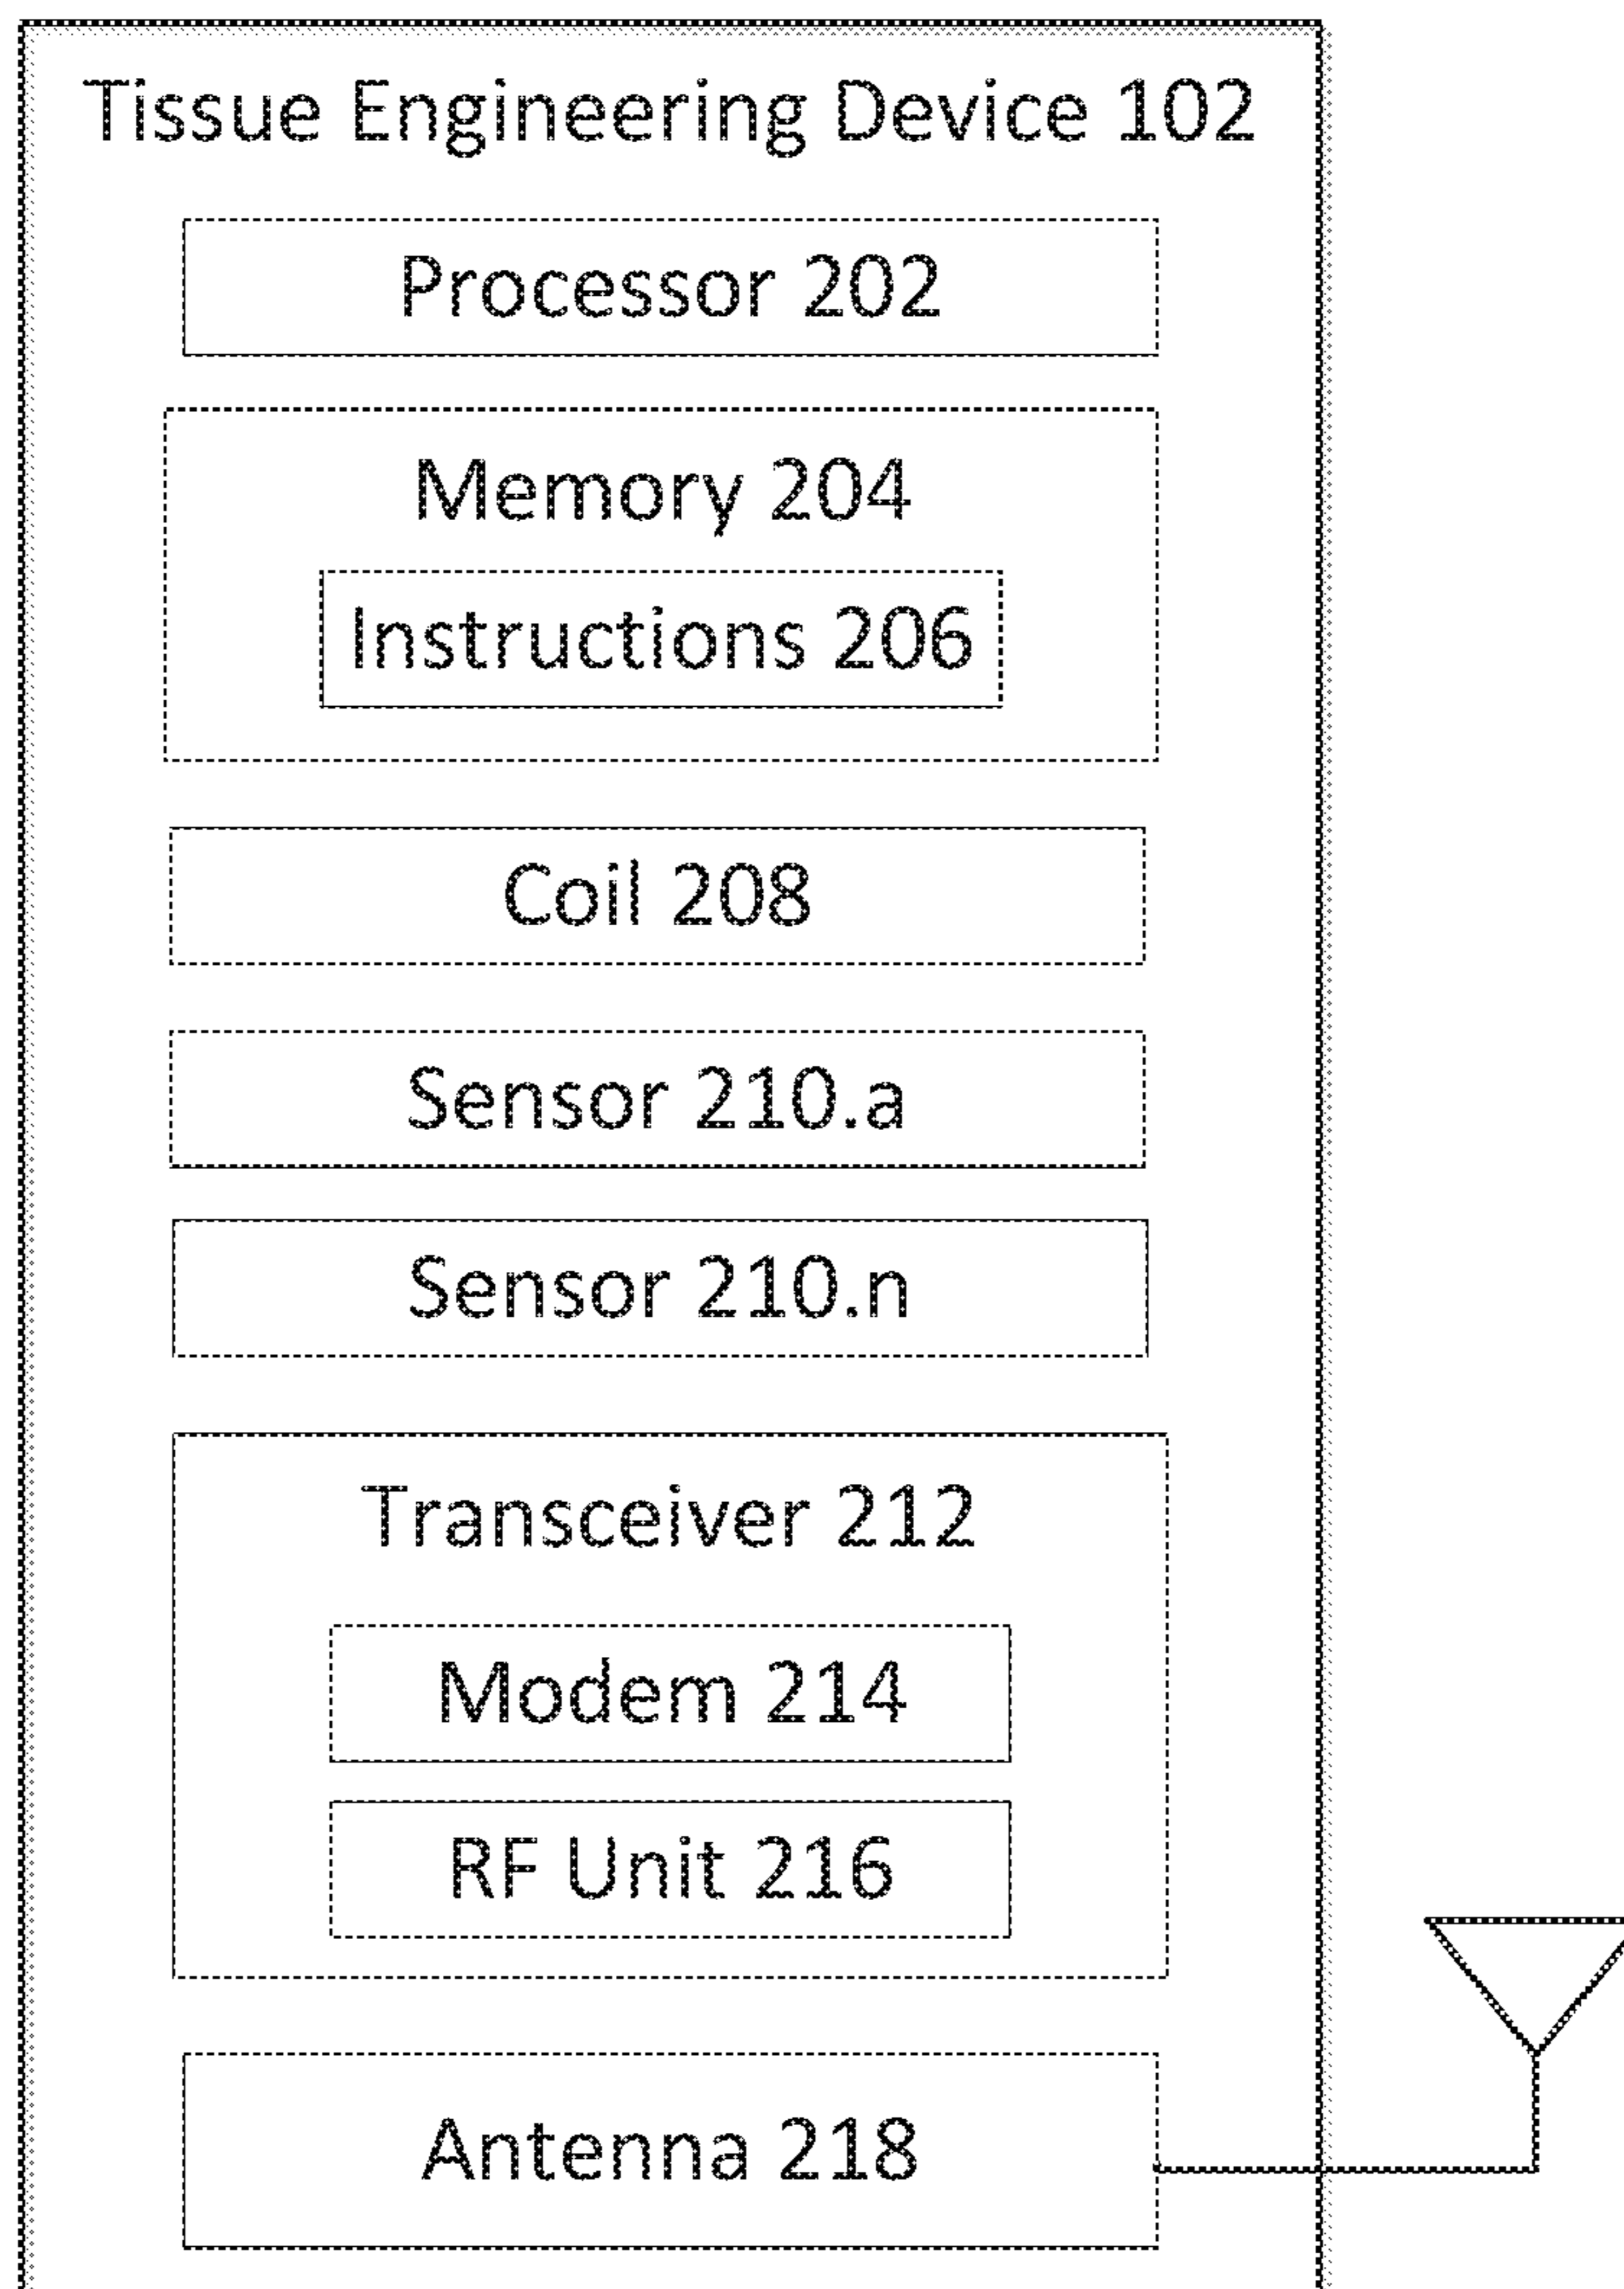 Tissue Engineering Device 102
Processor 202
Memory 204
Instructions 206
Coil 208
Sensor 210.a
Sensor 210.n
Transceiver 212
Modem 214
RF Unit 216
Antenna 218